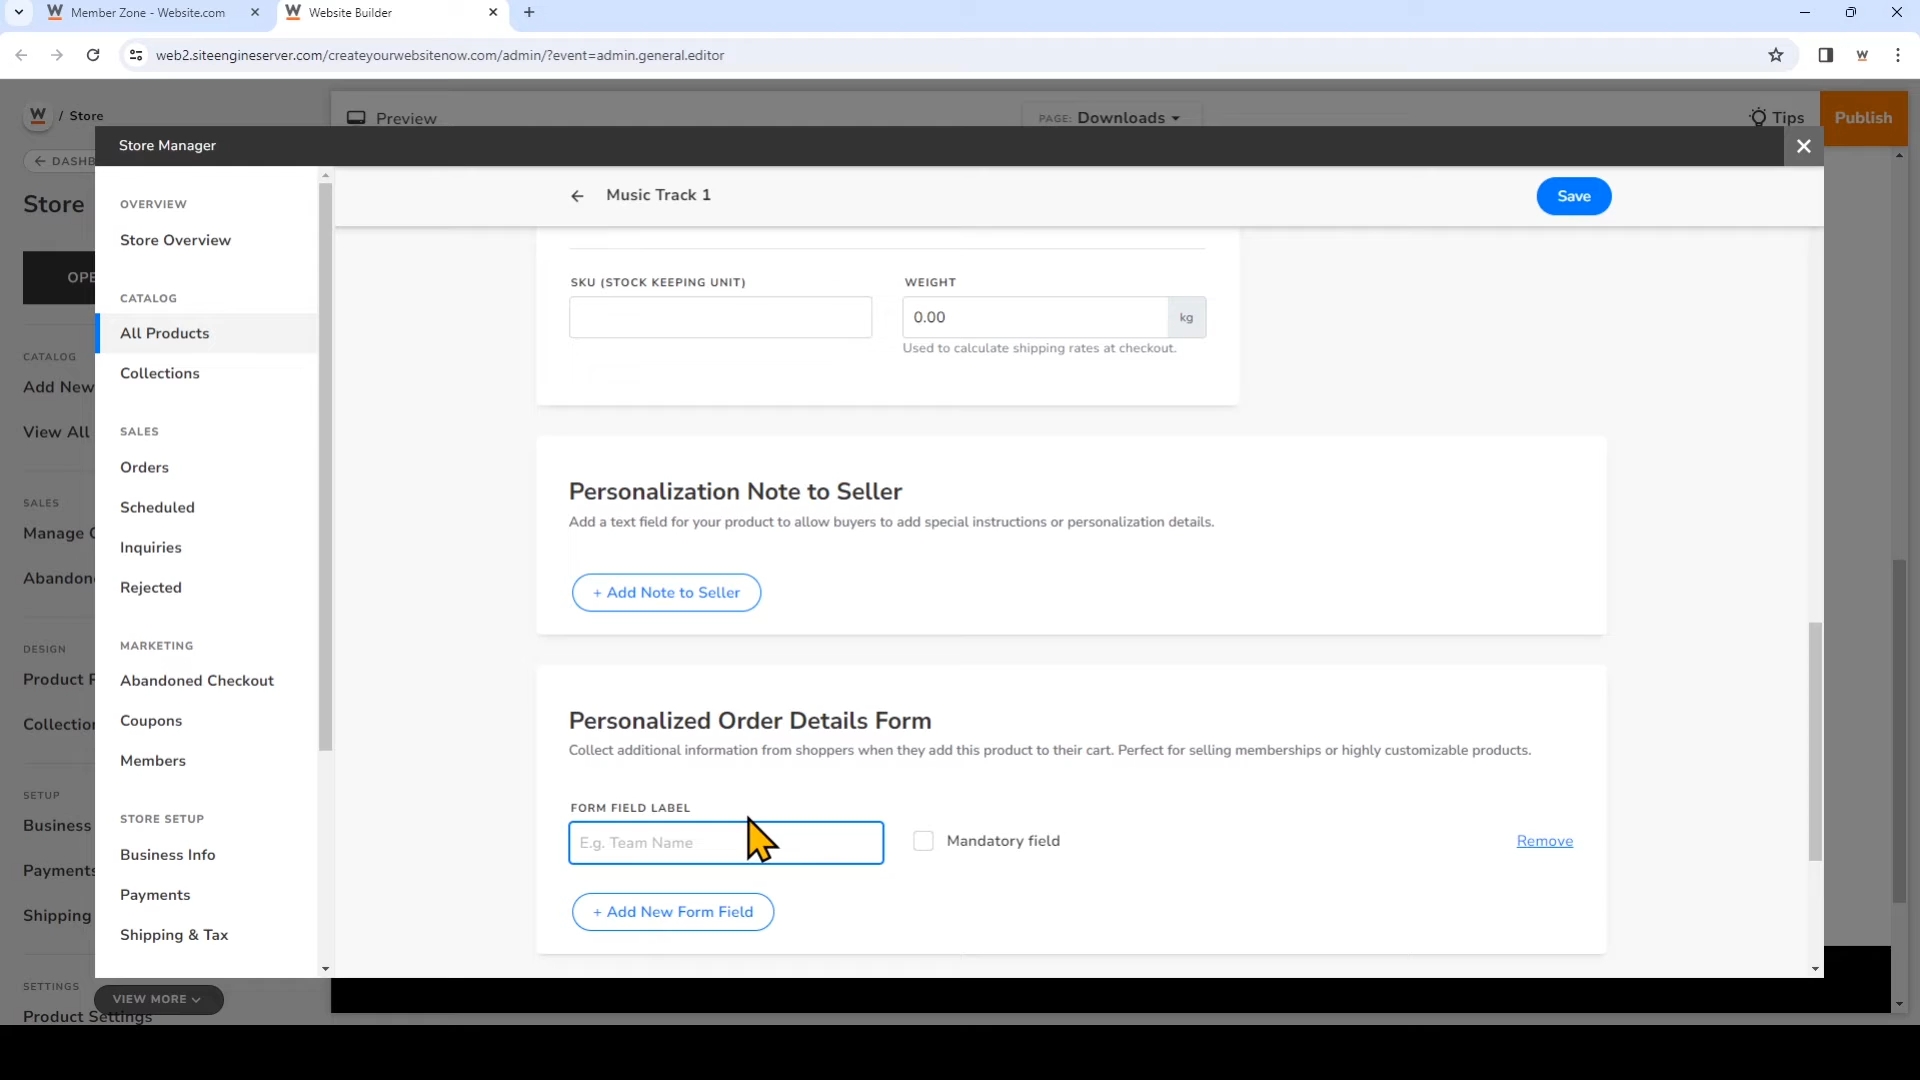 Member Zone - Website.com
Website Builder
web2.siteengineserver.com/createyourwebsitenow.com/admin/?event=admin.general.editor
W / Store
Preview
PAGE: Downloads
Tips
Publish
DASHB
Store
OPE
CATALOG
Add New
View All
SALES
Manage
Abandon
DESIGN
Product
Collection
SETUP
Business
Payments
Shipping
SETTINGS
VIEW MORE
Product Settings
Store Manager
OVERVIEW
Store Overview
CATALOG
All Products
Collections
SALES
Orders
Scheduled
Inquiries
Rejected
MARKETING
Abandoned Checkout
Coupons
Members
STORE SETUP
Business Info
Payments
Shipping & Tax
Music Track 1
Save
SKU (STOCK KEEPING UNIT)
WEIGHT
0.00
kg
Used to calculate shipping rates at checkout.
Personalization Note to Seller
Add a text field for your product to allow buyers to add special instructions or personalization details.
+ Add Note to Seller
Personalized Order Details Form
Collect additional information from shoppers when they add this product to their cart. Perfect for selling memberships or highly customizable products.
FORM FIELD LABEL
E.g. Team Name
Mandatory field
Remove
+ Add New Form Field